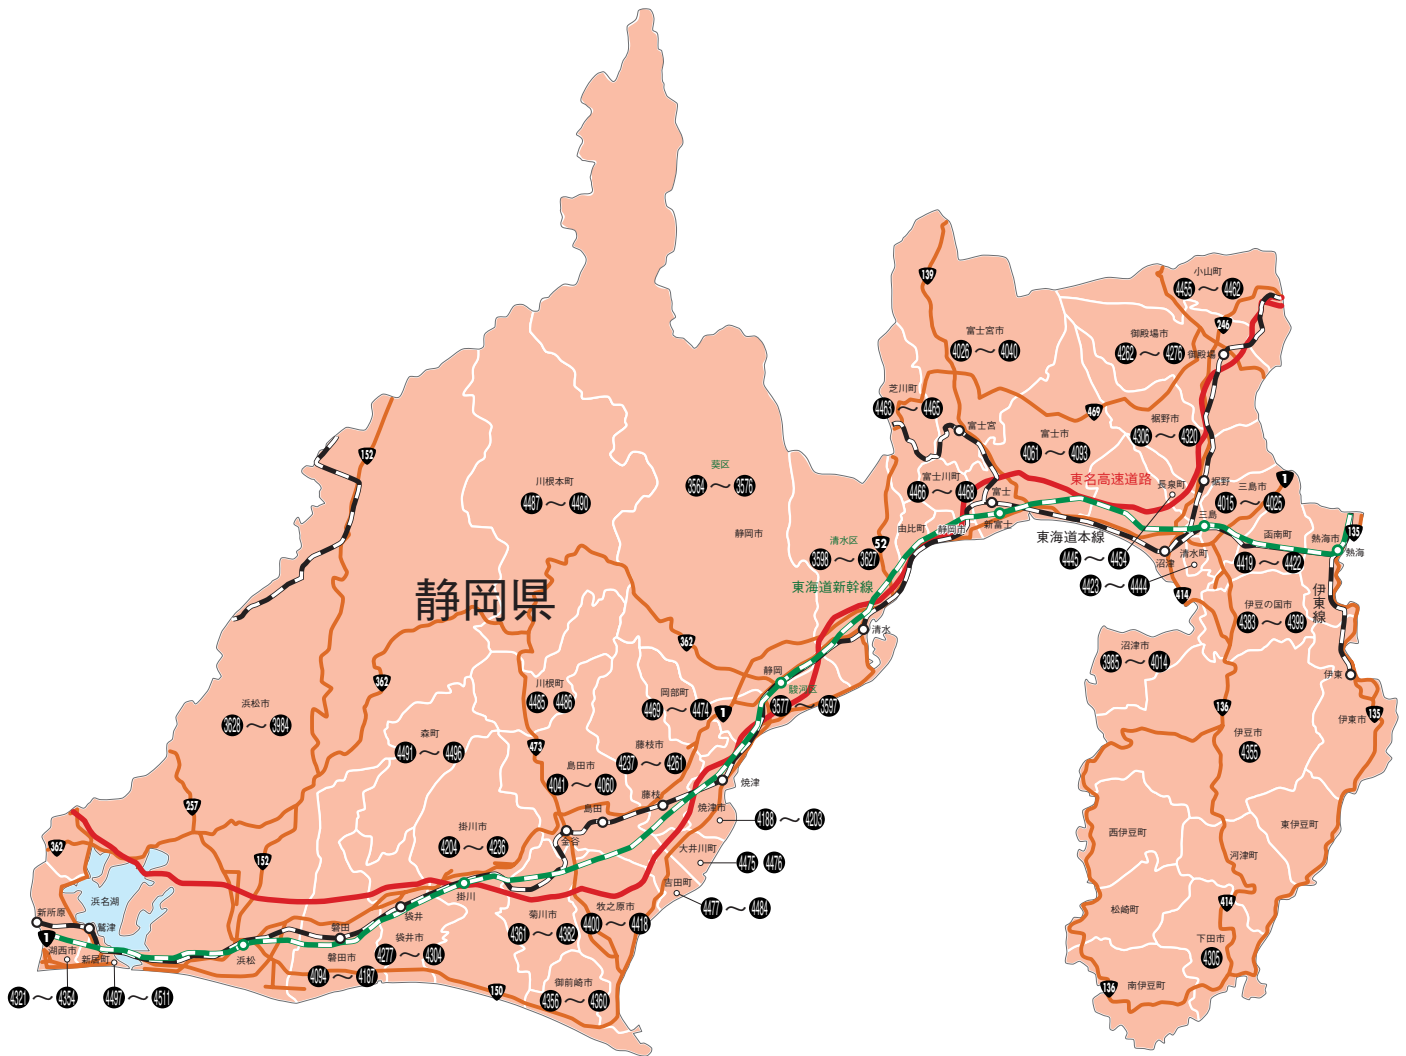 静岡県
小山町
4455～4462
139
246
富士宮市
4026～4040
御殿場市
4262～4276
御殿場
芝川町
4463～4465
469
裾野市
4306～4320
富士宮
富士市
4061～4093
152
葵区
3564～3576
川根本町
4487～4490
富士川町
4466～4468
東名高速道路
長泉町
裾野
三島市
4015～4025
1
富士
新富士
三島
静岡市
由比町
静岡市
52
清水区
3598～3627
東海道本線
4445～4454
沼津
清水町
函南町
4419～4422
熱海市
熱海
135
4423～4444
414
東海道新幹線
伊豆の国市
4383～4399
伊東線
清水
362
沼津市
3985～4014
静岡
駿河区
3577～3597
362
川根町
4485 4486
岡部町
4469～4474
1
伊東
浜松市
3628～3984
136
伊東市
135
森町
4491～4496
473
藤枝市
4237～4261
伊豆市
4355
島田市
4041～4060
焼津
257
藤枝
島田
焼津市
4188～4203
金谷
掛川市
4204～4236
362
152
大井川町
4475 4476
西伊豆町
東伊豆町
河津町
掛川
吉田町
4477～4484
浜名湖
牧之原市
4400～4418
菊川市
4361～4382
松崎町
414
新所原
鷲津
袋井
磐田
1
湖西市
新居町
浜松
袋井市
4277～4304
磐田市
4094～4187
下田市
4305
御前崎市
4356～4360
150
136
南伊豆町
4321～4354
4497～4511